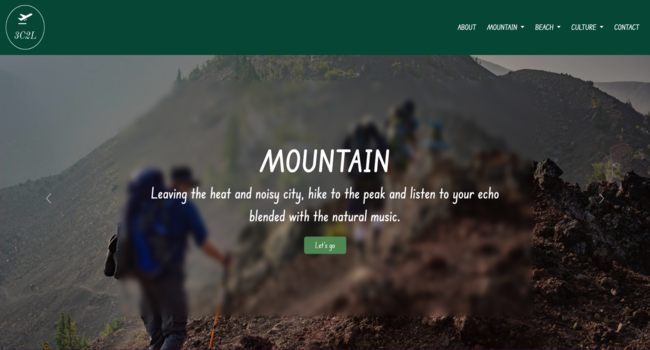 3C2L
ABOUT MOUNTAIN BEACH CULTURE CONTACT
MOUNTAIN
Leaving the heat and noisy city, hike to the peak and listen to your echo
blended with the natural music.
Let's go